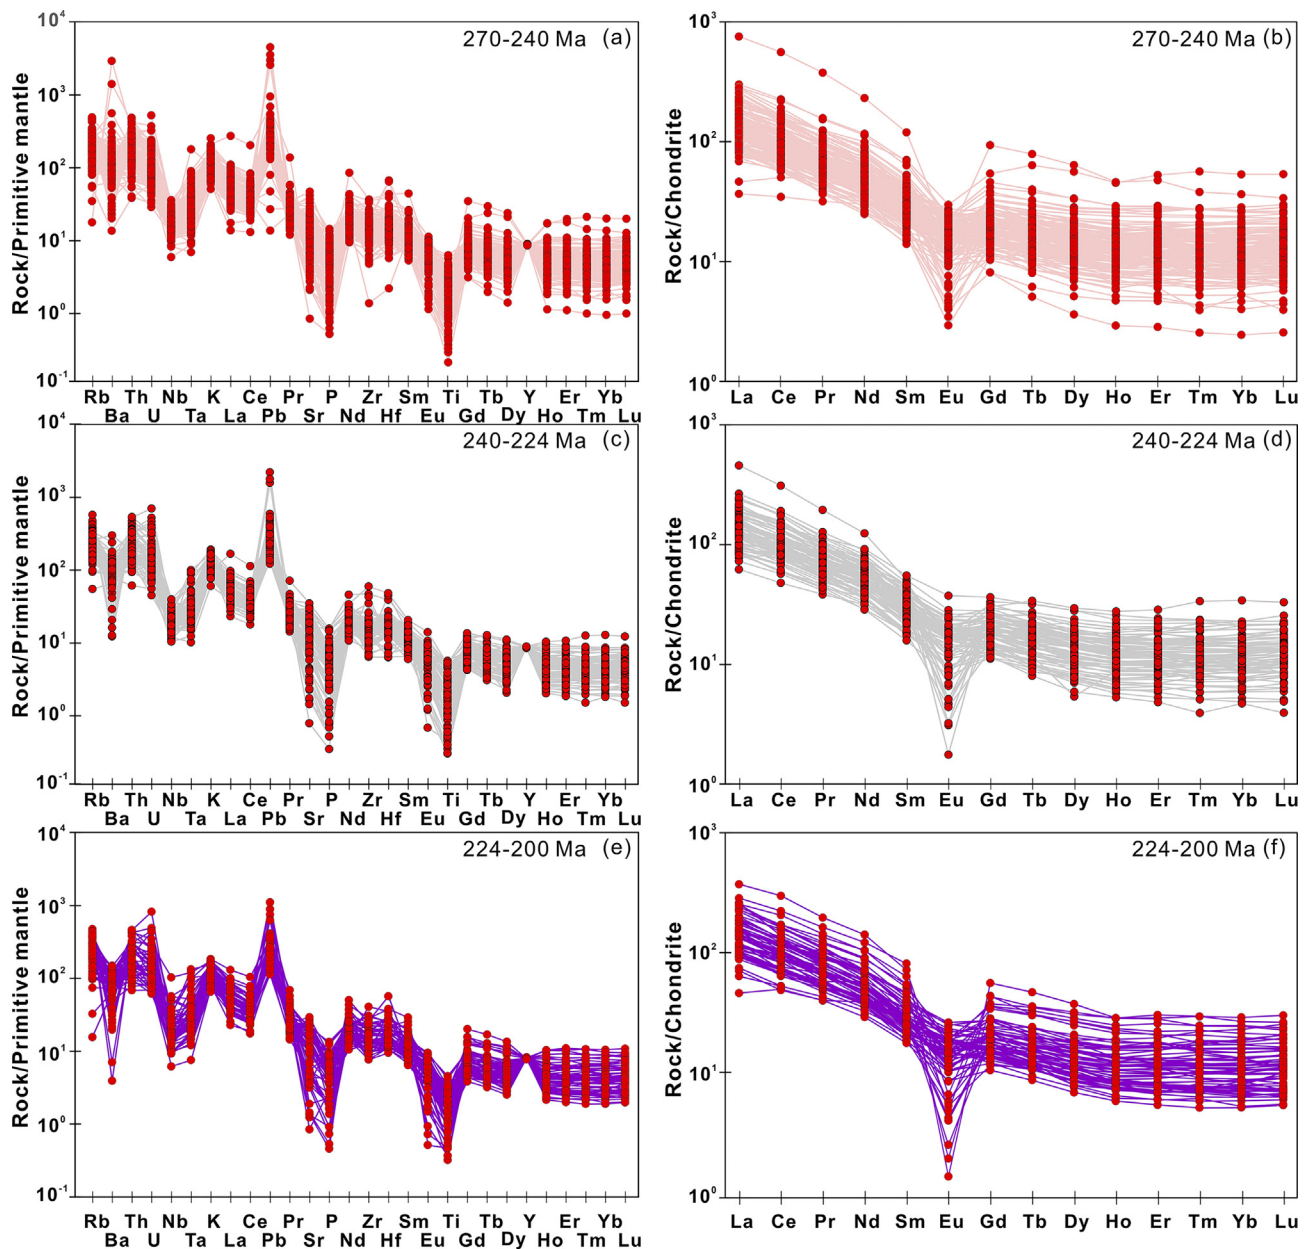 270-240 Ma (a)
Rock/Primitive mantle
10⁴
10³
10²
10¹
10⁰
10⁻¹
Rb Th Nb K Ce Pr P Zr Sm Ti Tb Y Er Yb
Ba U Ta La Pb Sr Nd Hf Eu Gd Dy Ho Tm Lu
270-240 Ma (b)
Rock/Chondrite
10³
10²
10¹
10⁰
La Ce Pr Nd Sm Eu Gd Tb Dy Ho Er Tm Yb Lu
240-224 Ma (c)
Rock/Primitive mantle
10⁴
10³
10²
10¹
10⁰
10⁻¹
Rb Th Nb K Ce Pr P Zr Sm Ti Tb Y Er Yb
Ba U Ta La Pb Sr Nd Hf Eu Gd Dy Ho Tm Lu
240-224 Ma (d)
Rock/Chondrite
10³
10²
10¹
10⁰
La Ce Pr Nd Sm Eu Gd Tb Dy Ho Er Tm Yb Lu
224-200 Ma (e)
Rock/Primitive mantle
10⁴
10³
10²
10¹
10⁰
10⁻¹
Rb Th Nb K Ce Pr P Zr Sm Ti Tb Y Er Yb
Ba U Ta La Pb Sr Nd Hf Eu Gd Dy Ho Tm Lu
224-200 Ma (f)
Rock/Chondrite
10³
10²
10¹
10⁰
La Ce Pr Nd Sm Eu Gd Tb Dy Ho Er Tm Yb Lu